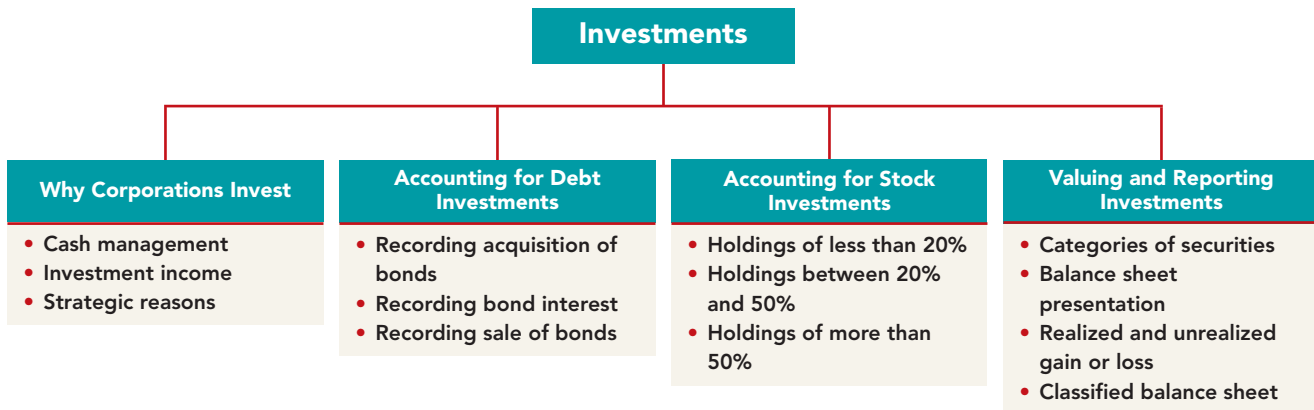 Investments
Why Corporations Invest
• Cash management
• Investment income
• Strategic reasons
Accounting for Debt
Investments
• Recording acquisition of
bonds
• Recording bond interest
• Recording sale of bonds
Accounting for Stock
Investments
• Holdings of less than 20%
• Holdings between 20%
and 50%
• Holdings of more than
50%
Valuing and Reporting
Investments
• Categories of securities
• Balance sheet
presentation
• Realized and unrealized
gain or loss
• Classified balance sheet